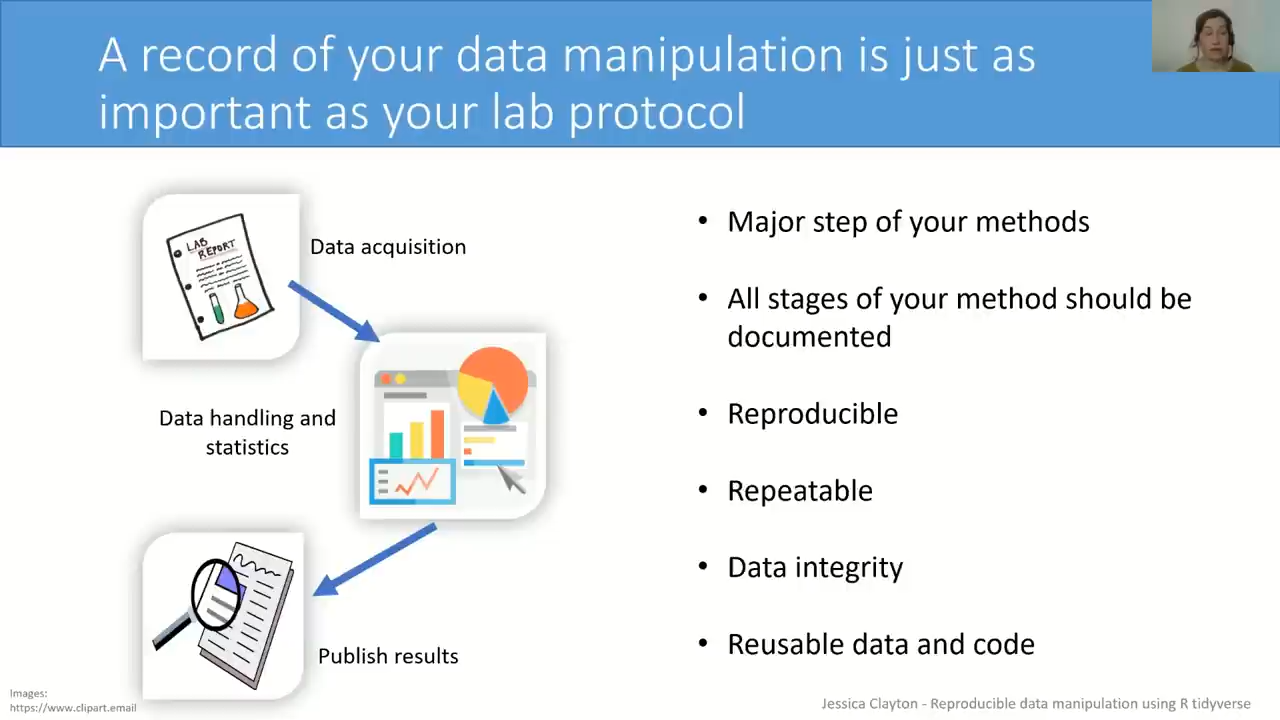 A record of your data manipulation is just as
important as your lab protocol
LAB
REPORT
Data acquisition
Data handling and
statistics
Publish results
• Major step of your methods
• All stages of your method should be
documented
• Reproducible
• Repeatable
• Data integrity
• Reusable data and code
Images:
https://www.clipart.email
Jessica Clayton - Reproducible data manipulation using R tidyverse